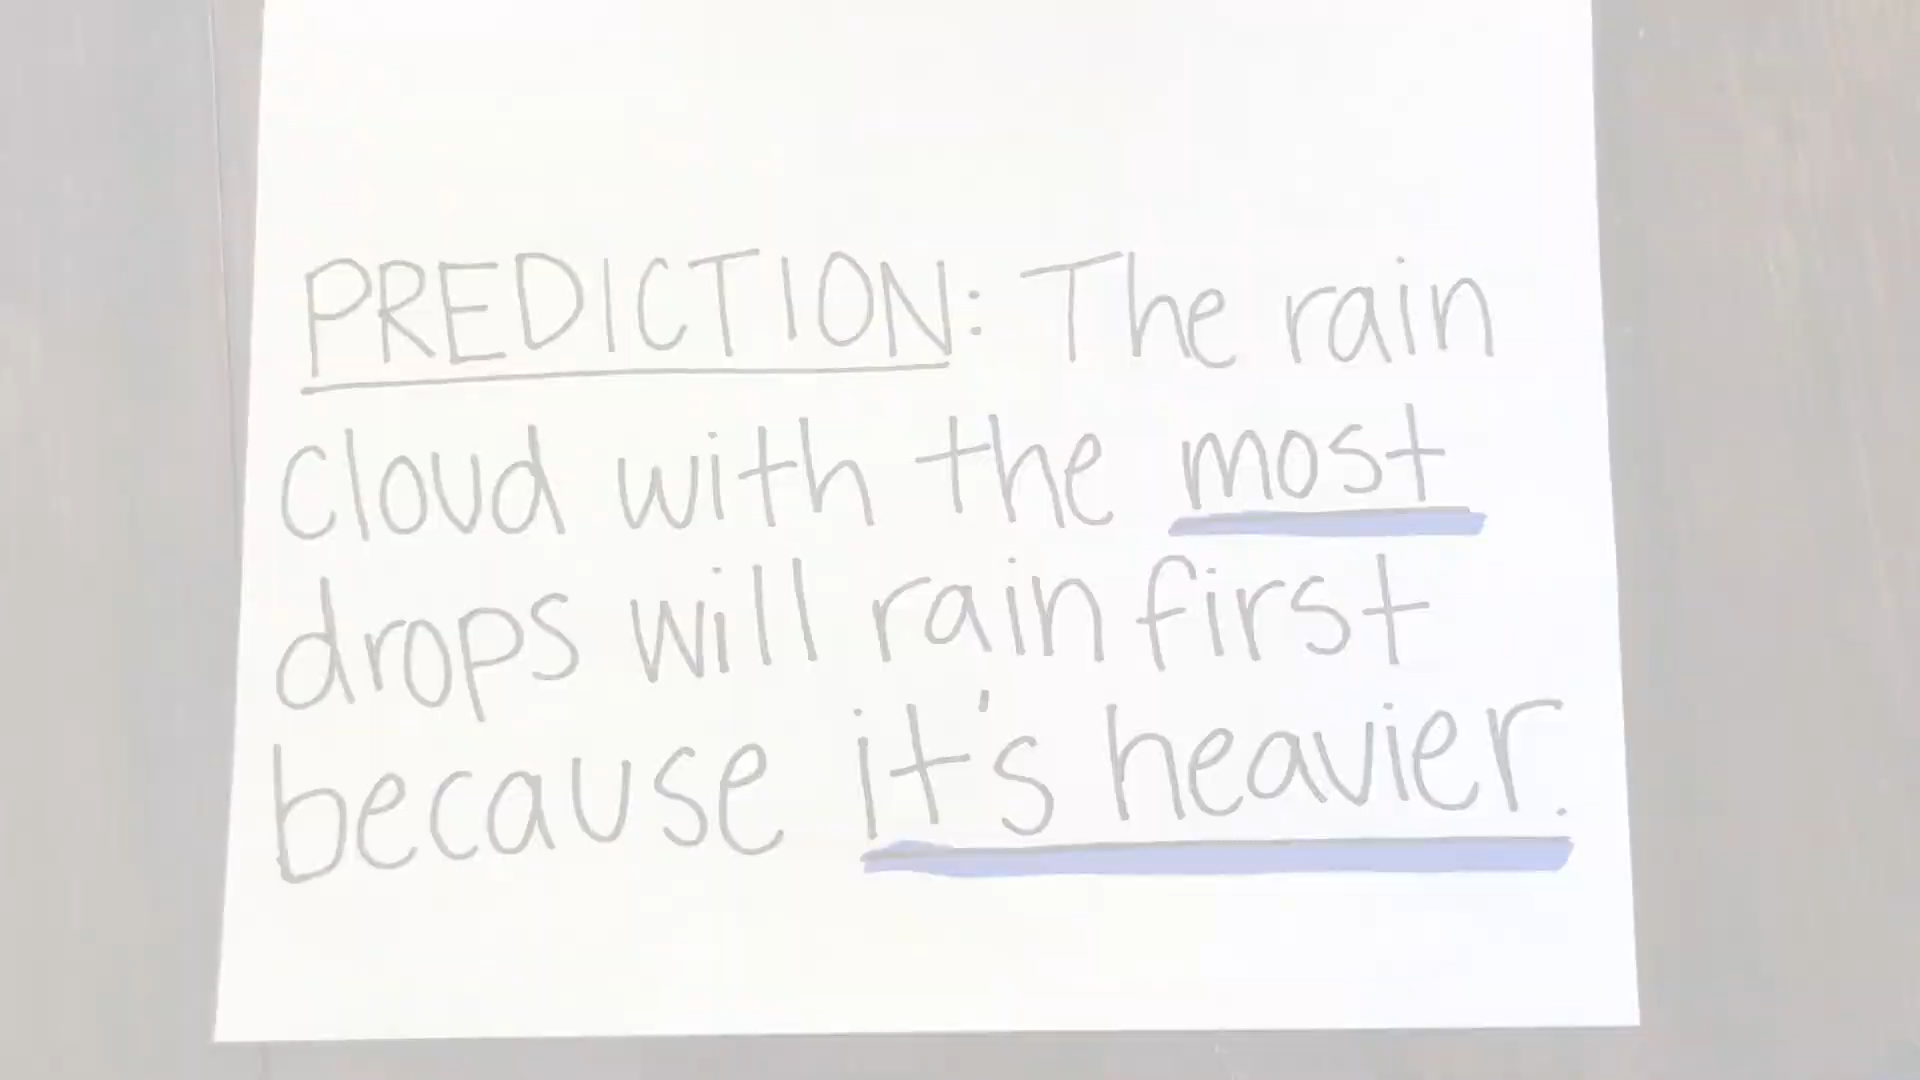 PREDICTION: The rain
cloud with the most
drops will rain first
because it's heavier.